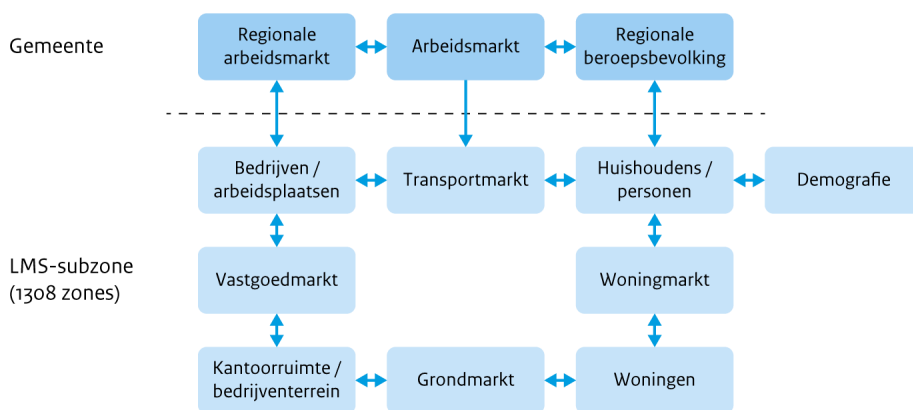 Gemeente
Regionale
arbeidsmarkt
Arbeidsmarkt
Regionale
beroepsbevolking
Bedrijven /
arbeidsplaatsen
Transportmarkt
Huishoudens /
personen
Demografie
LMS-subzone
(1308 zones)
Vastgoedmarkt
Woningmarkt
Kantoorruimte /
bedrijventerrein
Grondmarkt
Woningen